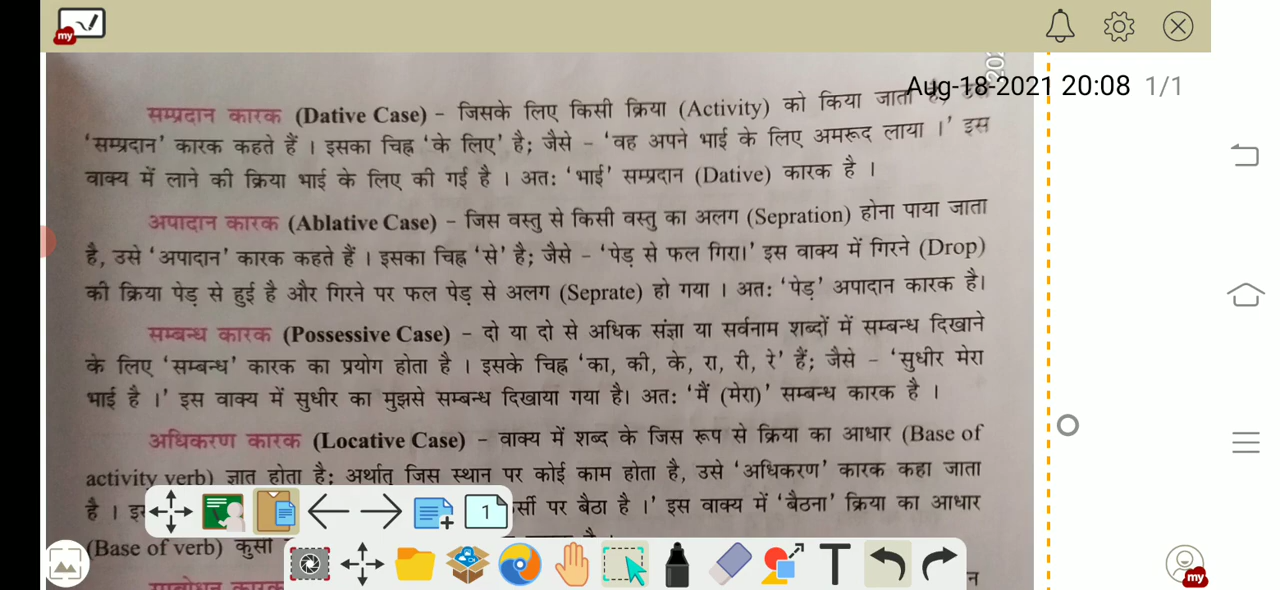 Aug-18-2021 20:08 1/1
सम्प्रदान कारक (Dative Case) - जिसके लिए किसी क्रिया (Activity) को किया जाता है, उसे
'सम्प्रदान' कारक कहते हैं । इसका चिह्न 'के लिए' है; जैसे - 'वह अपने भाई के लिए अमरूद लाया ।' इस
वाक्य में लाने की क्रिया भाई के लिए की गई है । अत: 'भाई' सम्प्रदान (Dative) कारक है ।
अपादान कारक (Ablative Case) - जिस वस्तु से किसी वस्तु का अलग (Sepration) होना पाया जाता
है, उसे 'अपादान' कारक कहते हैं । इसका चिह्न 'से' है; जैसे - 'पेड़ से फल गिरा।' इस वाक्य में गिरने (Drop)
की क्रिया पेड़ से हुई है और गिरने पर फल पेड़ से अलग (Seprate) हो गया । अत: 'पेड़' अपादान कारक है।
सम्बन्ध कारक (Possessive Case) - दो या दो से अधिक संज्ञा या सर्वनाम शब्दों में सम्बन्ध दिखाने
के लिए 'सम्बन्ध' कारक का प्रयोग होता है । इसके चिह्न 'का, की, के, रा, री, रे' हैं; जैसे - 'सुधीर मेरा
भाई है ।' इस वाक्य में सुधीर का मुझसे सम्बन्ध दिखाया गया है। अत: 'मैं (मेरा)' सम्बन्ध कारक है ।
अधिकरण कारक (Locative Case) - वाक्य में शब्द के जिस रूप से क्रिया का आधार (Base of
activity verb) ज्ञात होता है; अर्थात् जिस स्थान पर कोई काम होता है, उसे 'अधिकरण' कारक कहा जाता
है । पर बैठा है ।' इस वाक्य में 'बैठना' क्रिया का आधार
(Base of verb) कुर्सी
1
my
my